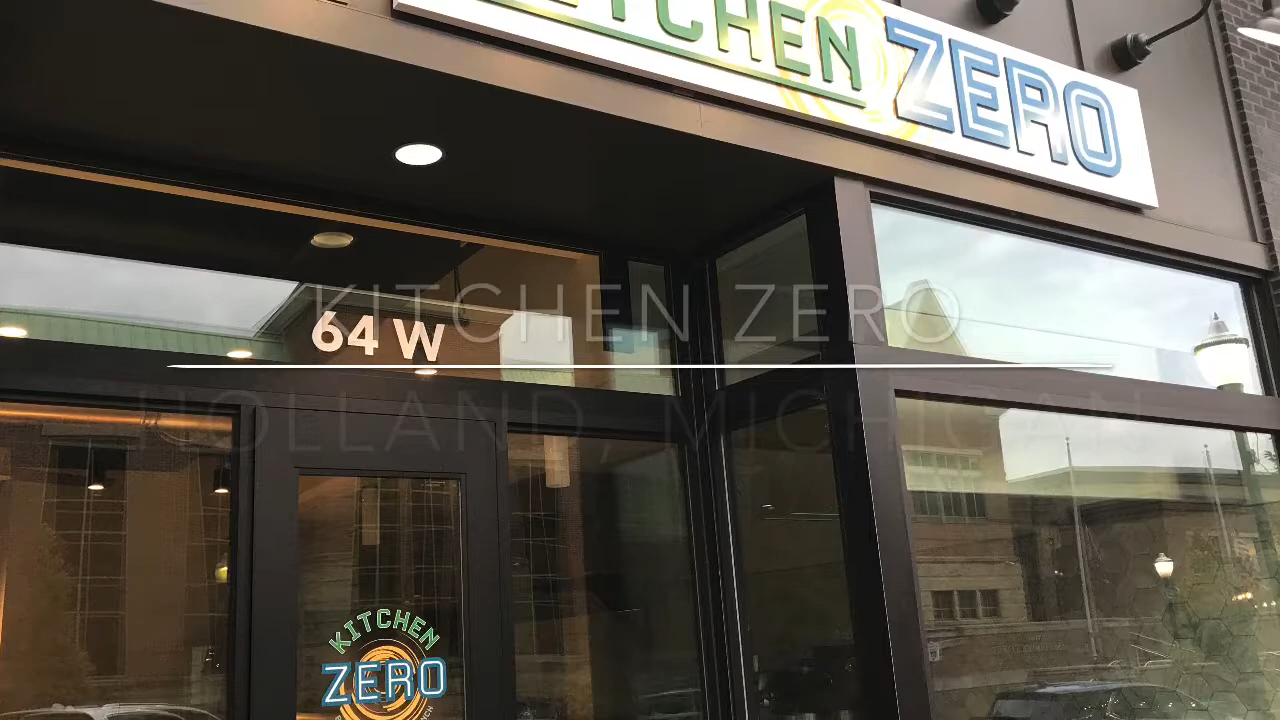 KITCHEN ZERO
KITCHEN ZERO
64 W
HOLLAND, MICHIGAN
KITCHEN
ZERO